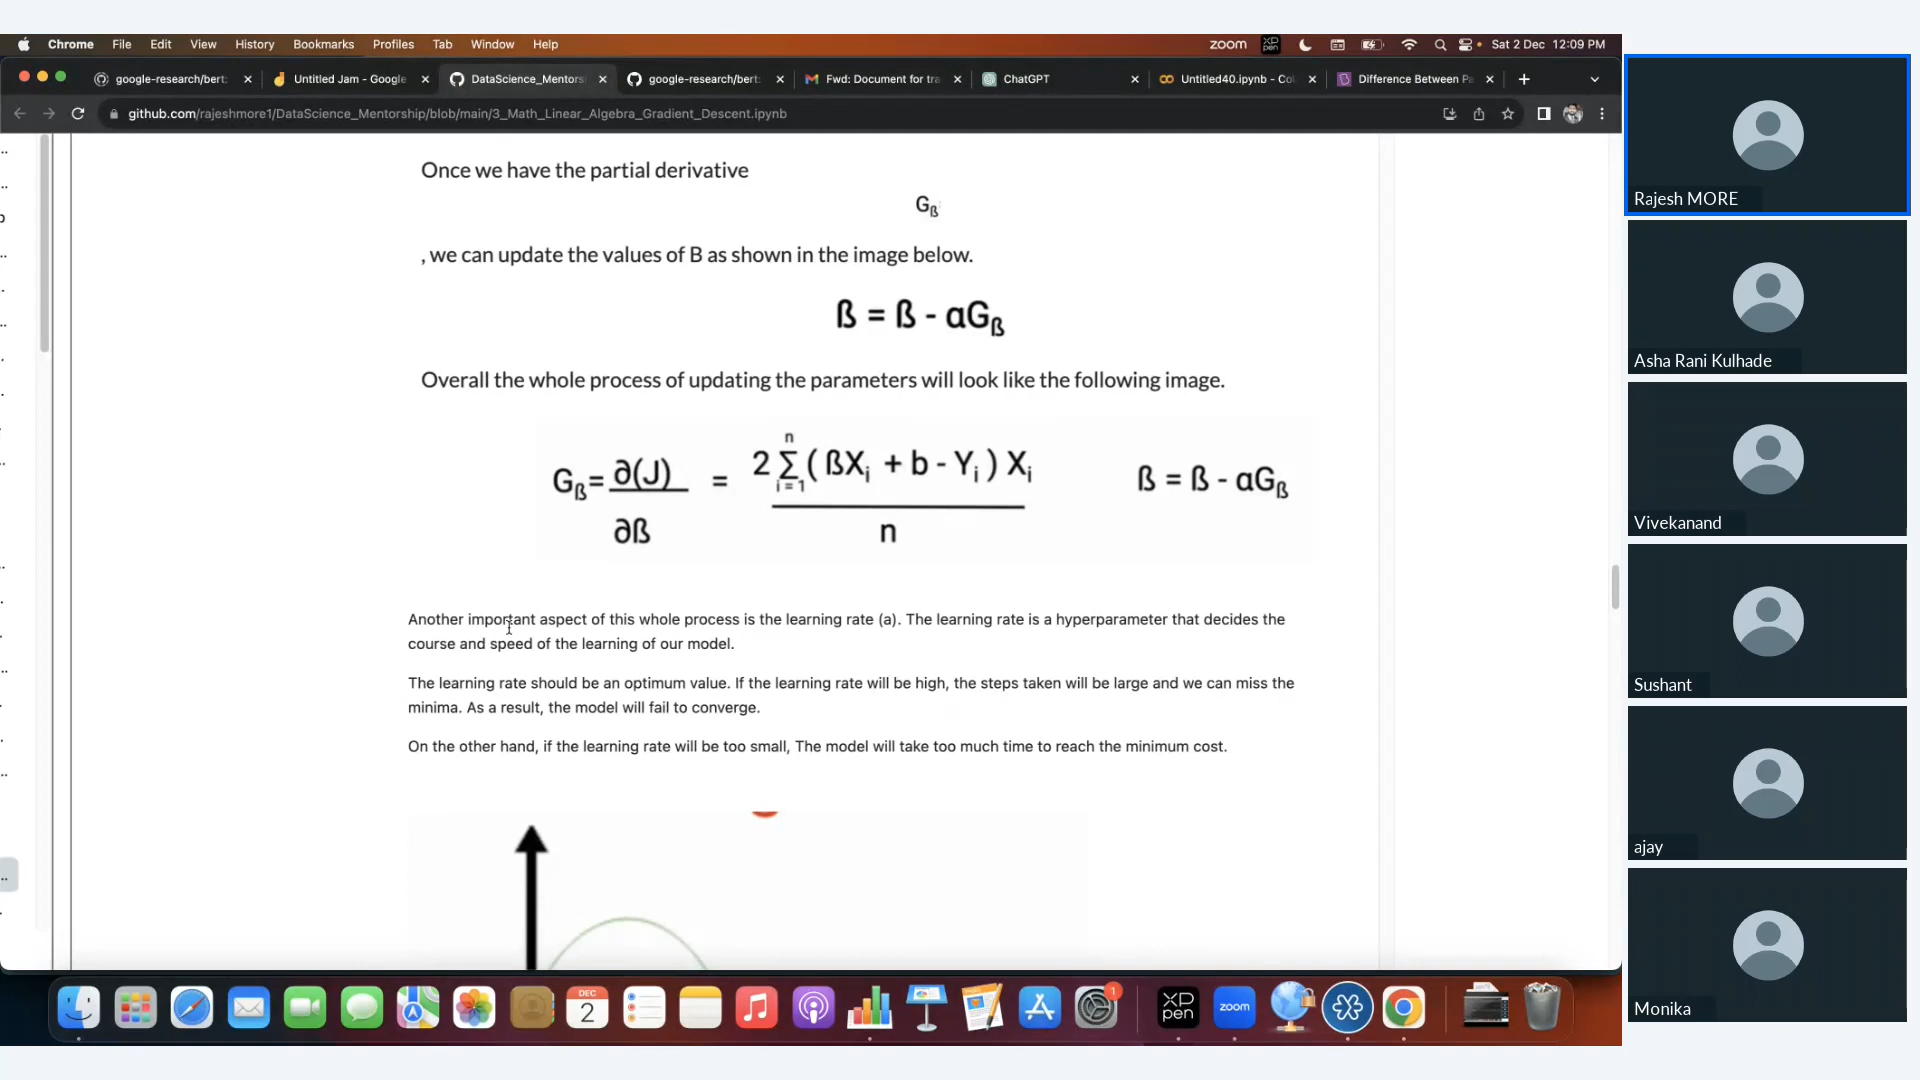 Chrome File Edit View History Bookmarks Profiles Tab Window Help zoom XP pen Sat 2 Dec 12:09 PM
google-research/bert: Untitled Jam - Google DataScience_Mentors google-research/bert: Fwd: Document for tra ChatGPT Untitled40.ipynb - Co Difference Between Pa
github.com/rajeshmore1/DataScience_Mentorship/blob/main/3_Math_Linear_Algebra_Gradient_Descent.ipynb
Once we have the partial derivative
Gß
, we can update the values of B as shown in the image below.
ß = ß - αGß
Overall the whole process of updating the parameters will look like the following image.
Gß = ∂(J) / ∂ß = 2 Σ i=1 n (ßXi + b - Yi) Xi / n ß = ß - αGß
Another important aspect of this whole process is the learning rate (a). The learning rate is a hyperparameter that decides the
course and speed of the learning of our model.
The learning rate should be an optimum value. If the learning rate will be high, the steps taken will be large and we can miss the
minima. As a result, the model will fail to converge.
On the other hand, if the learning rate will be too small, The model will take too much time to reach the minimum cost.
DEC
2
1
XP
pen
zoom
Rajesh MORE
Asha Rani Kulhade
Vivekanand
Sushant
ajay
Monika